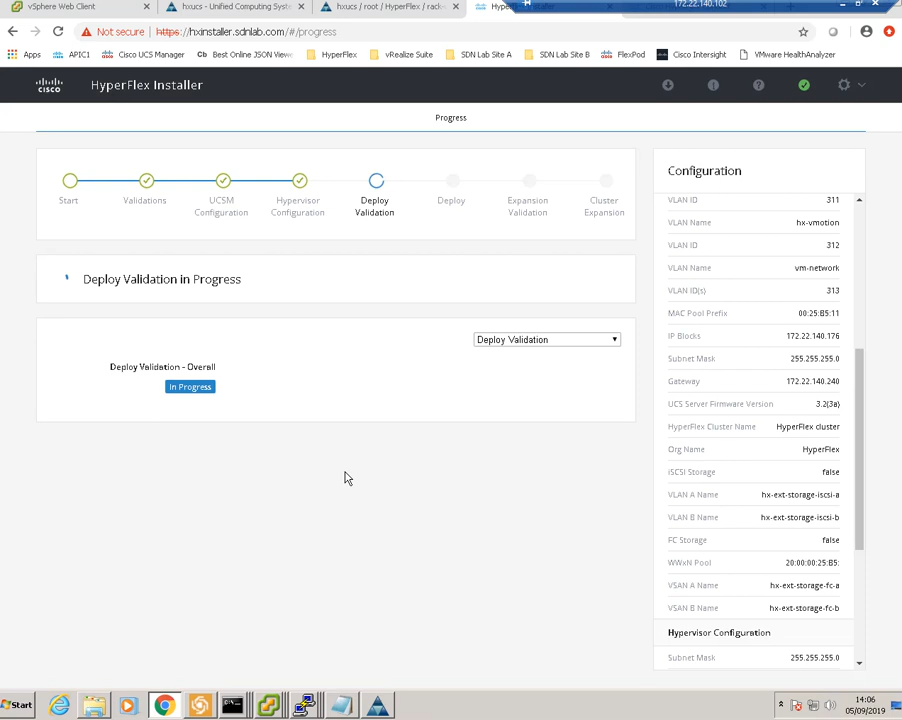 172.22.140.102
vSphere Web Client
hxucs - Unified Computing Syste
hxucs / root / HyperFlex / rack-
Not secure
https://hxinstaller.sdnlab.com/#/progress
Apps
APIC1
Cisco UCS Manager
Cb Best Online JSON View
HyperFlex
vRealize Suite
SDN Lab Site A
SDN Lab Site B
FlexPod
Cisco Intersight
VMware HealthAnalyzer
CISCO
HyperFlex Installer
Progress
Start
Validations
UCSM
Configuration
Hypervisor
Configuration
Deploy
Validation
Deploy
Expansion
Validation
Cluster
Expansion
Deploy Validation in Progress
Deploy Validation
Deploy Validation - Overall
In Progress
Configuration
VLAN ID 311
VLAN Name hx-vmotion
VLAN ID 312
VLAN Name vm-network
VLAN ID(s) 313
MAC Pool Prefix 00:25:B5:11
IP Blocks 172.22.140.176
Subnet Mask 255.255.255.0
Gateway 172.22.140.240
UCS Server Firmware Version 3.2(3a)
HyperFlex Cluster Name HyperFlex cluster
Org Name HyperFlex
iSCSI Storage false
VLAN A Name hx-ext-storage-iscsi-a
VLAN B Name hx-ext-storage-iscsi-b
FC Storage false
WWxN Pool 20:00:00:25:B5:
VSAN A Name hx-ext-storage-fc-a
VSAN B Name hx-ext-storage-fc-b
Hypervisor Configuration
Subnet Mask 255.255.255.0
Start
14:06
05/09/2019